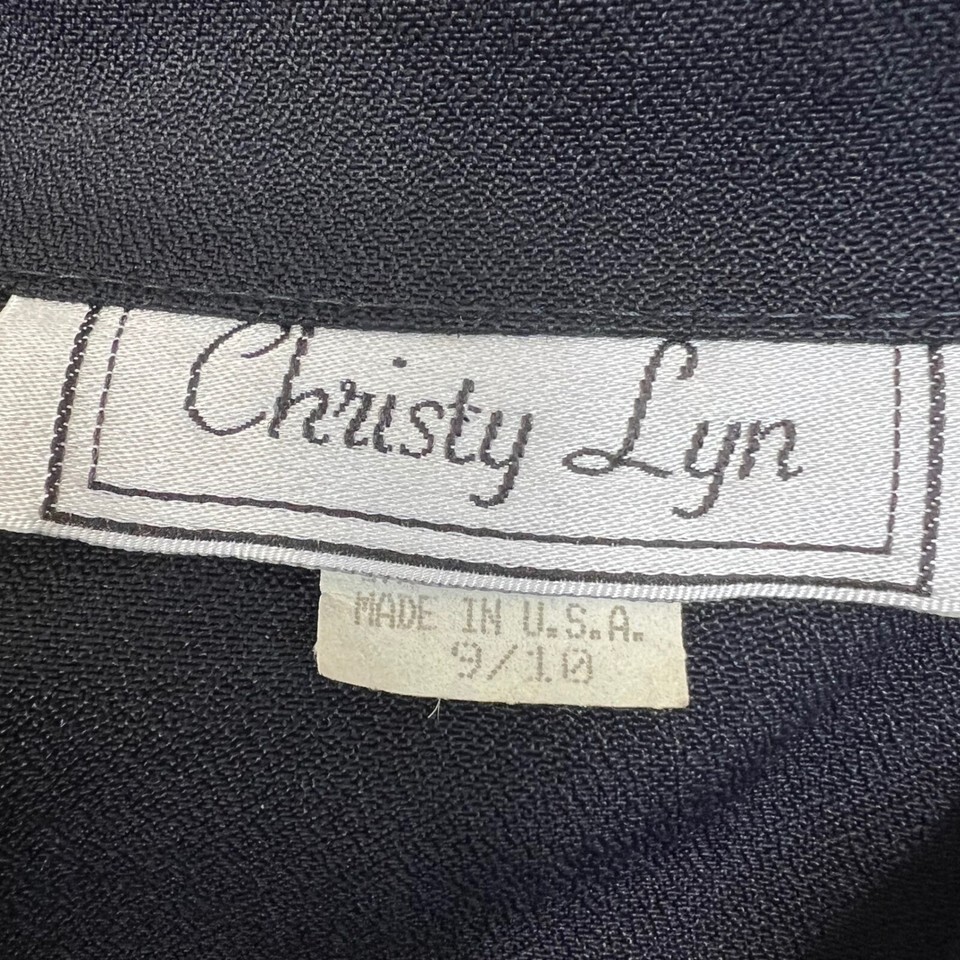 Christy Lyn
MADE IN U.S.A.
9/10